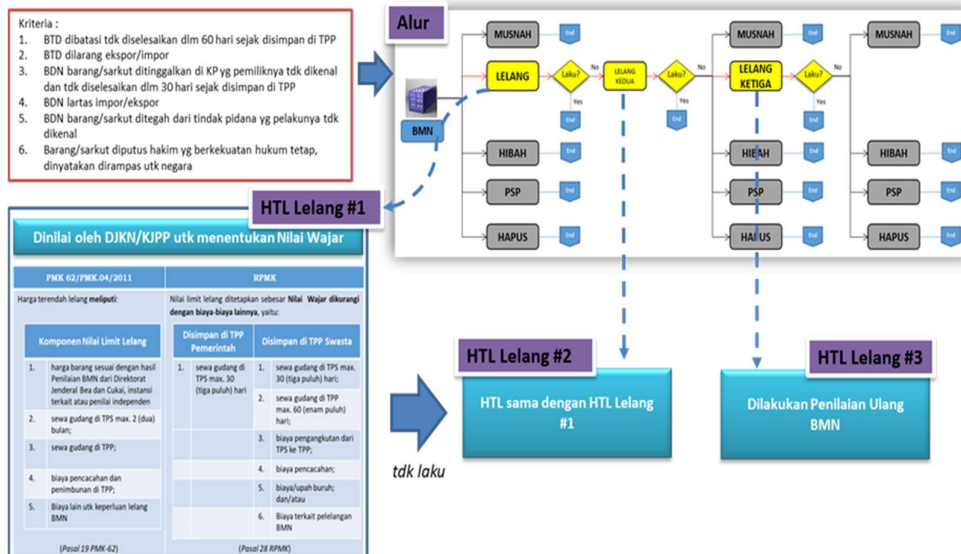 Kriteria :
1. BTD dibatasi tdk diselesaikan dlm 60 hari sejak disimpan di TPP
2. BTD dilarang ekspor/impor
3. BDN barang/sarkut ditinggalkan di KP yg pemiliknya tdk dikenal
dan tdk diselesaikan dlm 30 hari sejak disimpan di TPP
4. BDN lartas impor/ekspor
5. BDN barang/sarkut ditegah dari tindak pidana yg pelakunya tdk
dikenal
6. Barang/sarkut diputus hakim yg berkekuatan hukum tetap,
dinyatakan dirampas utk negara
Alur
BMN
MUSNAH
End
LELANG
Laku?
No
Yes
End
HIBAH
End
PSP
End
HAPUS
End
LELANG
KEDUA
Laku?
No
Yes
End
MUSNAH
End
LELANG
KETIGA
Laku?
No
Yes
End
HIBAH
End
PSP
End
HAPUS
End
MUSNAH
End
HIBAH
End
PSP
End
HAPUS
End
HTL Lelang #1
Dinilai oleh DJKN/KJPP utk menentukan Nilai Wajar
PMK 62/PMK.04/2011
Harga terendah lelang meliputi:
Komponen Nilai Limit Lelang
1. harga barang sesuai dengan hasil
Penilaian BMN dari Direktorat
Jenderal Bea dan Cukai, instansi
terkait atau penilai independen
2. sewa gudang di TPS max. 2 (dua)
bulan;
3. sewa gudang di TPP;
4. biaya pencacahan dan
penimbunan di TPP;
5. Biaya lain utk keperluan lelang
BMN
(Pasal 19 PMK-62)
RPMK
Nilai limit lelang ditetapkan sebesar Nilai Wajar dikurangi
dengan biaya-biaya lainnya, yaitu:
Disimpan di TPP
Pemerintah
1. sewa gudang di
TPS max. 30
(tiga puluh) hari
Disimpan di TPP Swasta
1. sewa gudang di TPS max.
30 (tiga puluh) hari;
2. sewa gudang di TPP
max. 60 (enam puluh)
hari;
3. biaya pengangkutan dari
TPS ke TPP;
4. biaya pencacahan;
5. biaya/upah buruh;
dan/atau
6. Biaya terkait pelelangan
BMN
(Pasal 28 RPMK)
tdk laku
HTL Lelang #2
HTL sama dengan HTL Lelang
#1
HTL Lelang #3
Dilakukan Penilaian Ulang
BMN